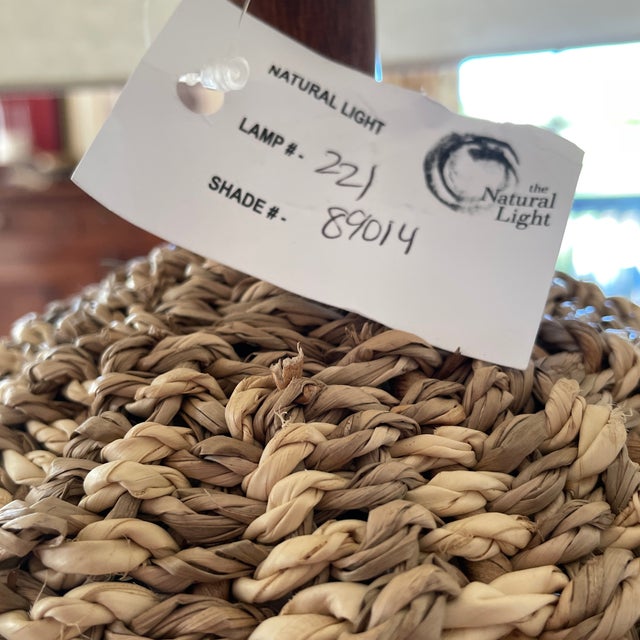 NATURAL LIGHT
LAMP #- 221
SHADE #- 89014
the
Natural
Light